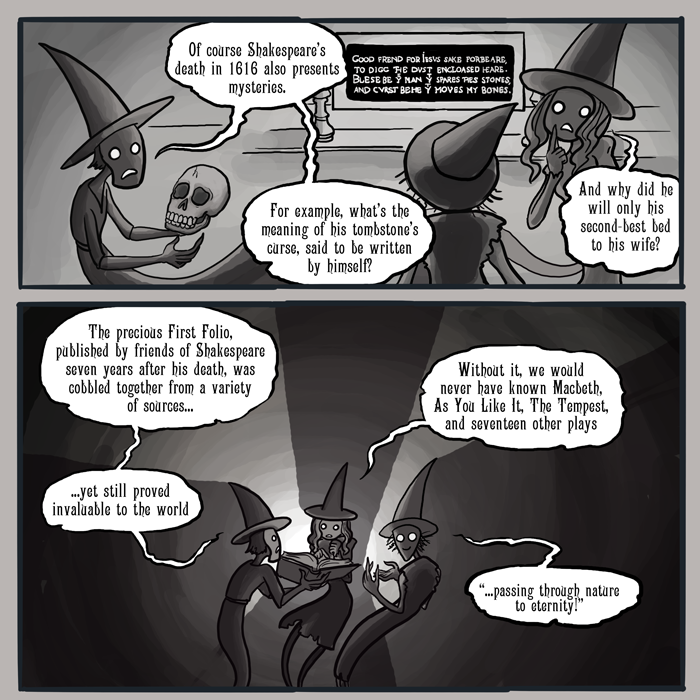 Of course Shakespeare's
death in 1616 also presents
mysteries.
GOOD FREND FOR IESVS SAKE FORBEARE,
TO DIGG THE DVST ENCLOASED HEARE.
BLESE BE Y MAN Y SPARES THES STONES,
AND CVRST BE HE Y MOVES MY BONES.
For example, what's the
meaning of his tombstone's
curse, said to be written
by himself?
And why did he
will only his
second-best bed
to his wife?
The precious First Folio,
published by friends of Shakespeare
seven years after his death, was
cobbled together from a variety
of sources...
...yet still proved
invaluable to the world
Without it, we would
never have known Macbeth,
As You Like It, The Tempest,
and seventeen other plays
"...passing through nature
to eternity!"